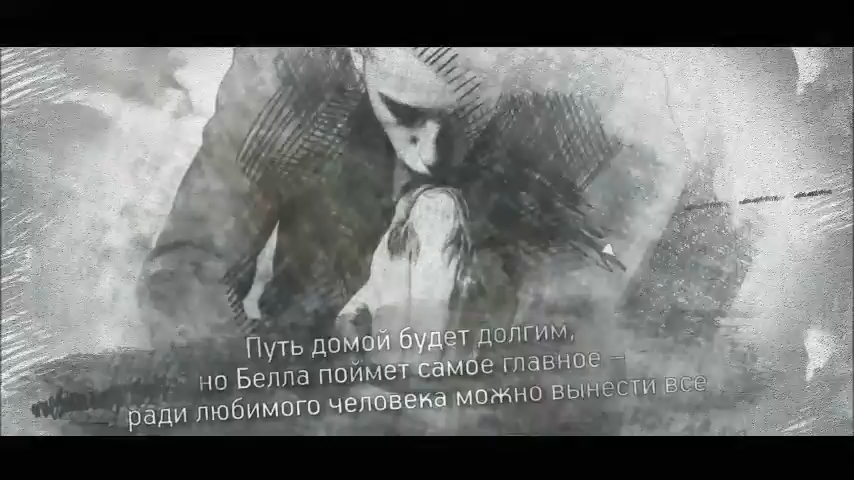 Путь домой будет долгим,
но Белла поймет самое главное –
ради любимого человека можно вынести все